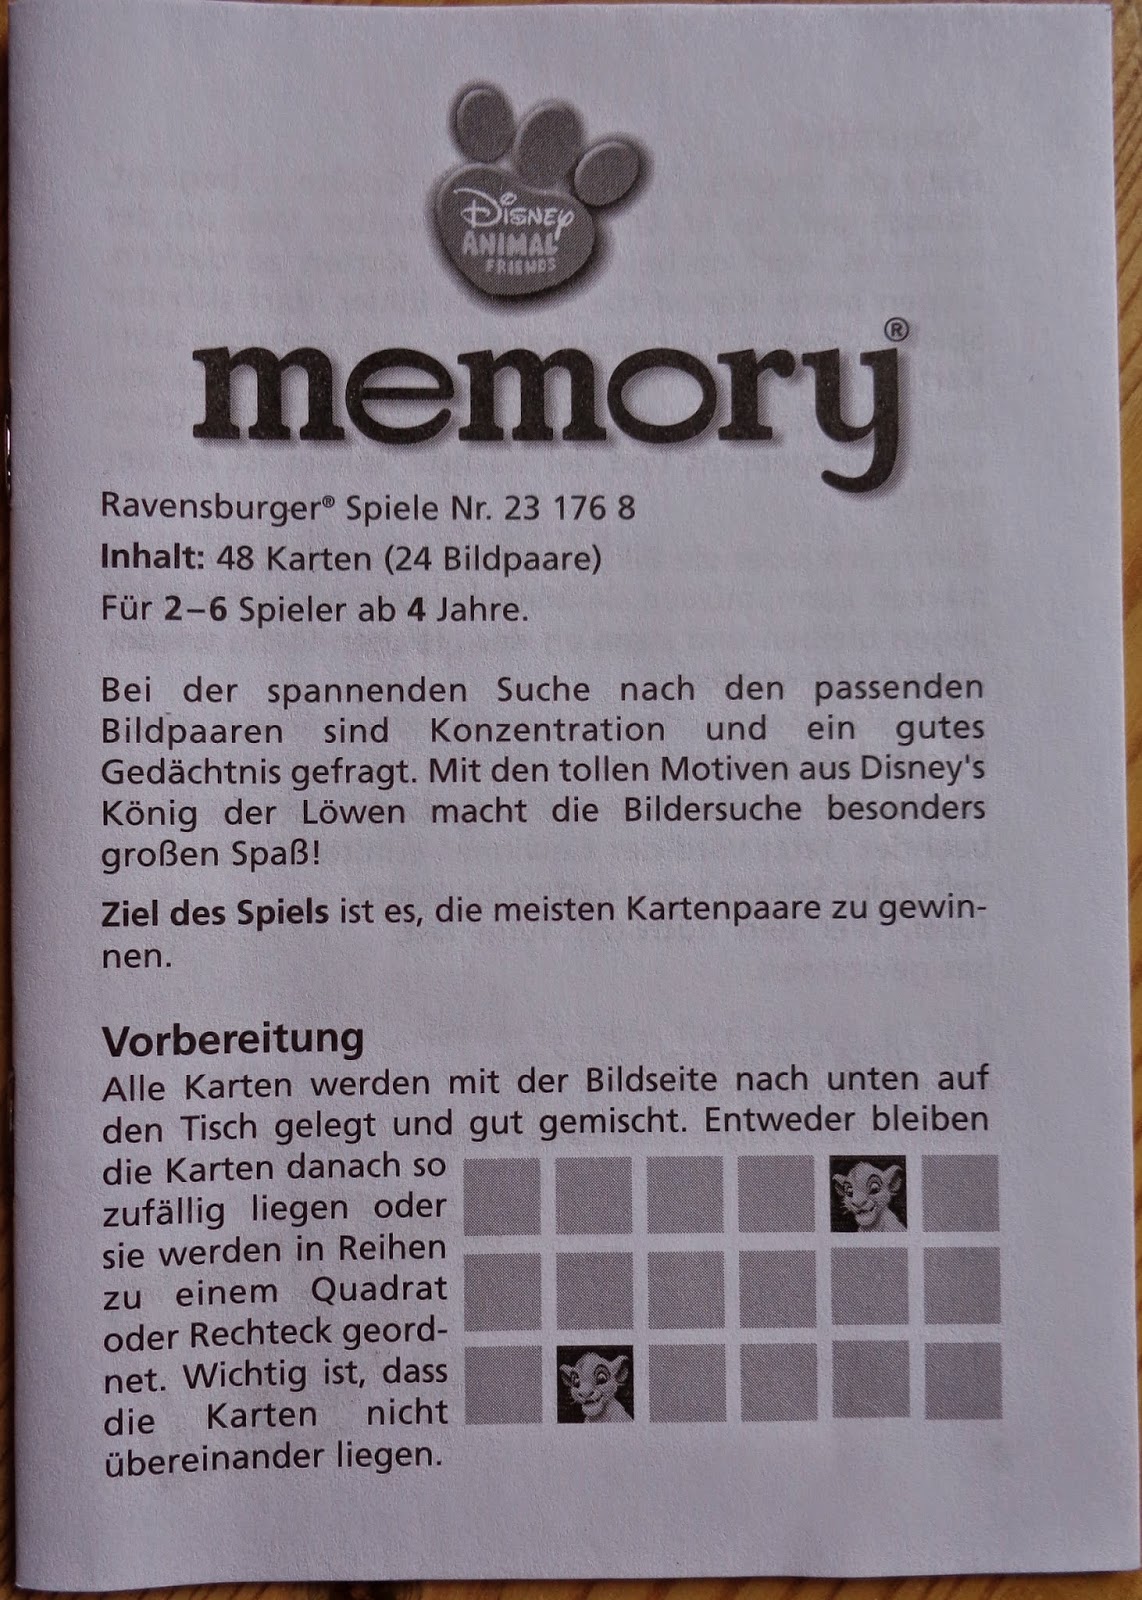 Disney
ANIMAL
FRIENDS
memory®
Ravensburger® Spiele Nr. 23 176 8
Inhalt: 48 Karten (24 Bildpaare)
Für 2–6 Spieler ab 4 Jahre.
Bei der spannenden Suche nach den passenden
Bildpaaren sind Konzentration und ein gutes
Gedächtnis gefragt. Mit den tollen Motiven aus Disney's
König der Löwen macht die Bildersuche besonders
großen Spaß!
Ziel des Spiels ist es, die meisten Kartenpaare zu gewin-
nen.
Vorbereitung
Alle Karten werden mit der Bildseite nach unten auf
den Tisch gelegt und gut gemischt. Entweder bleiben
die Karten danach so
zufällig liegen oder
sie werden in Reihen
zu einem Quadrat
oder Rechteck geord-
net. Wichtig ist, dass
die Karten nicht
übereinander liegen.